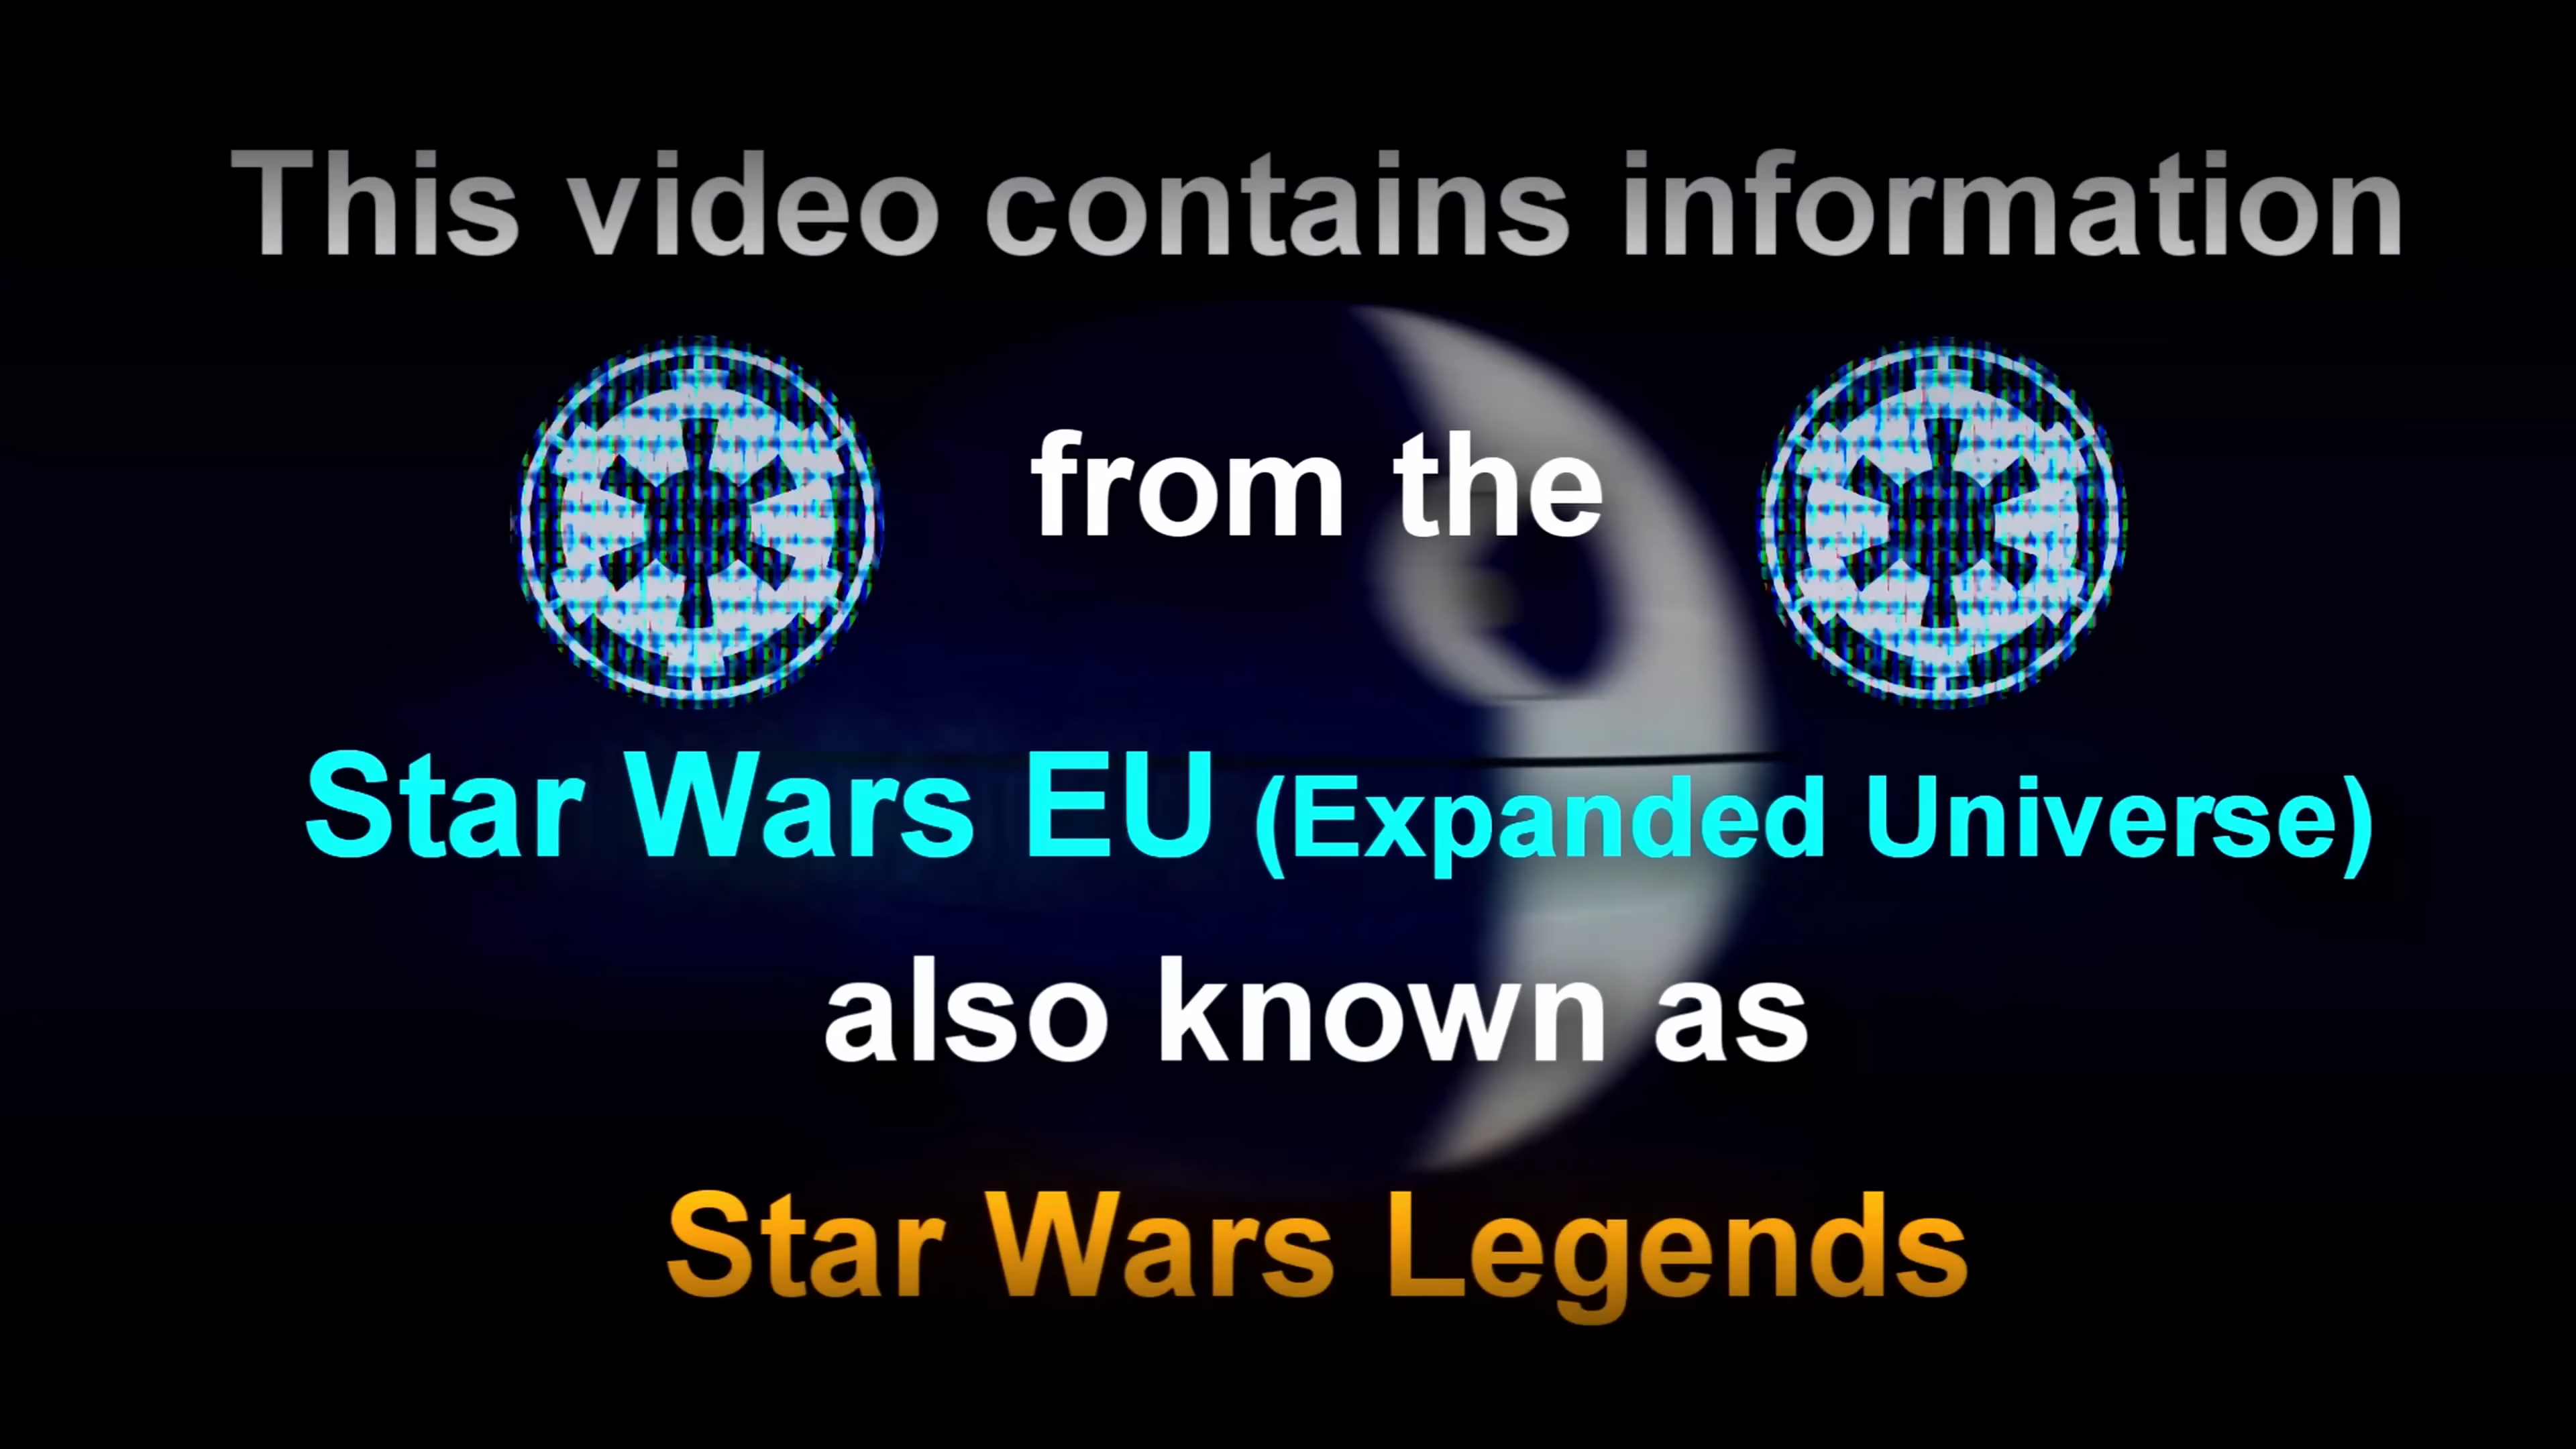 This video contains information
from the
Star Wars EU (Expanded Universe)
also known as
Star Wars Legends